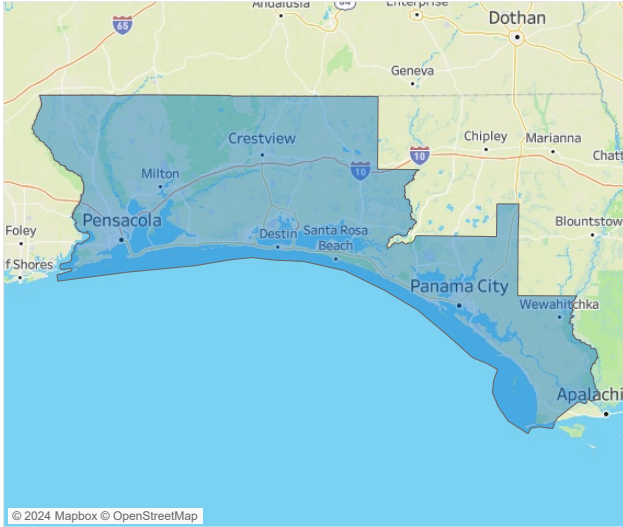 Andalusia
Enterprise
84
65
Dothan
Geneva
Crestview
Chipley
Marianna
10
10
Milton
Pensacola
Foley
Destin
Santa Rosa
Beach
Blountstow
f Shores
Panama City
Wewahitchka
Apalachi
© 2024 Mapbox © OpenStreetMap